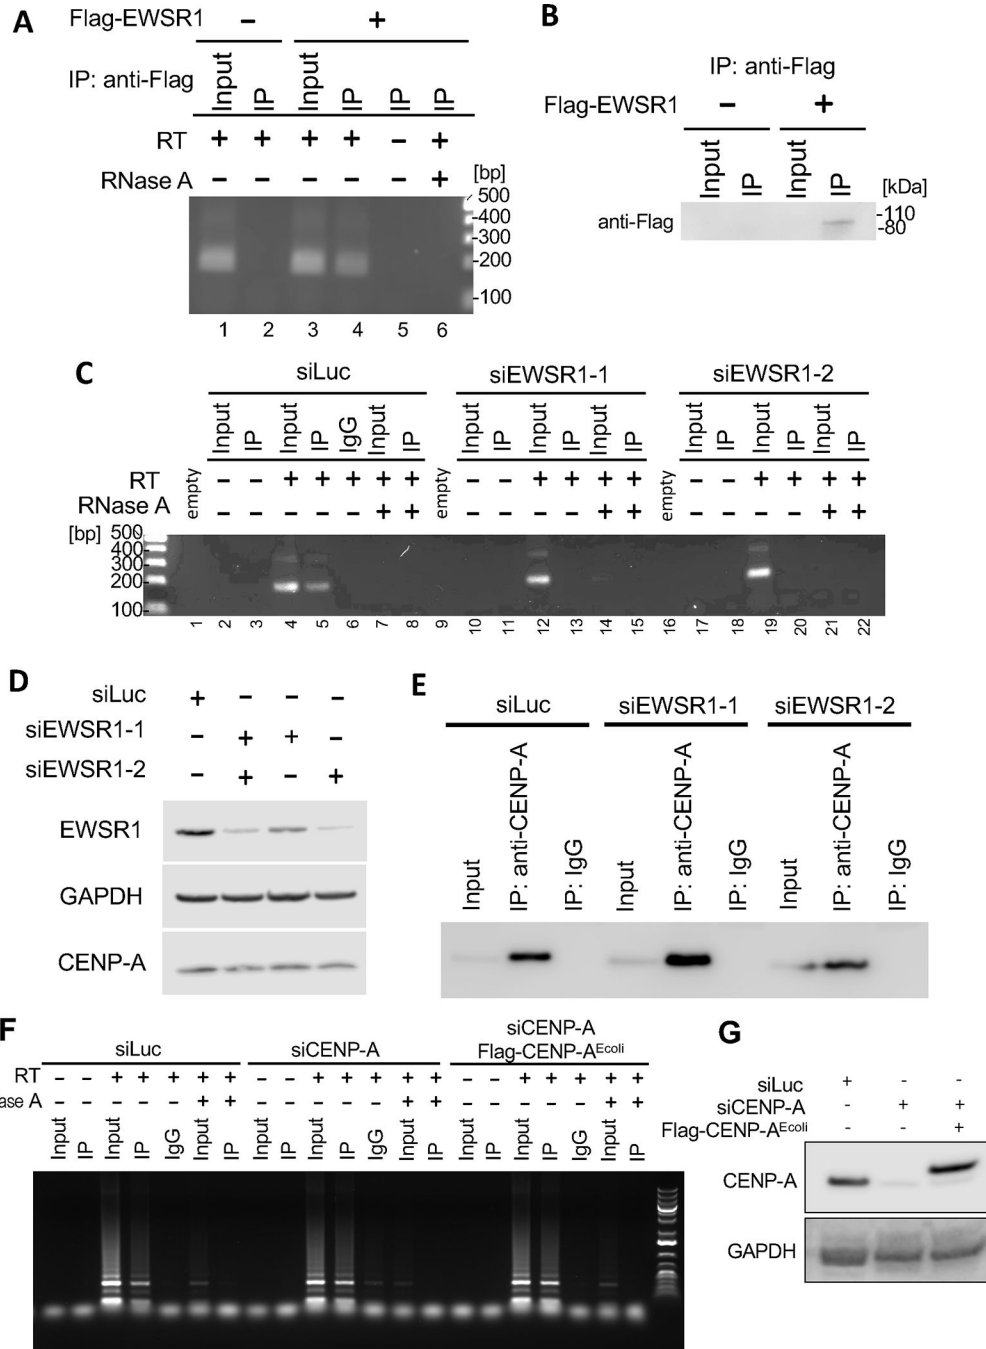 A
Flag-EWSR1 − +
IP: anti-Flag Input IP Input IP IP IP
RT + + + + − +
RNase A − − − − − +
[bp]
500
-400
-300
-200
-100
1 2 3 4 5 6
B
IP: anti-Flag
Flag-EWSR1 − +
Input IP Input IP
[kDa]
anti-Flag
-110
-80
C
siLuc siEWSR1-1 siEWSR1-2
empty Input IP Input IP IgG Input IP empty Input IP Input IP Input IP empty Input IP Input IP Input IP
RT − − + + + + + − − + + + + − − + + + +
RNase A − − − − − + + − − − − + + − − − − + +
[bp]
500
400
300
200
100
1 2 3 4 5 6 7 8 9 10 11 12 13 14 15 16 17 18 19 20 21 22
D
siLuc + − − −
siEWSR1-1 − + + −
siEWSR1-2 − + − +
EWSR1
GAPDH
CENP-A
E
siLuc siEWSR1-1 siEWSR1-2
Input IP: anti-CENP-A IP: IgG Input IP: anti-CENP-A IP: IgG Input IP: anti-CENP-A IP: IgG
F
siLuc siCENP-A siCENP-A
Flag-CENP-AEcoli
RT − − + + + + + − − + + + + + − − + + + + +
ase A − − − − − + + − − − − − + + − − − − − + +
Input IP Input IP IgG Input IP Input IP Input IP IgG Input IP Input IP Input IP IgG Input IP
G
siLuc + − −
siCENP-A − + +
Flag-CENP-AEcoli − − +
CENP-A
GAPDH